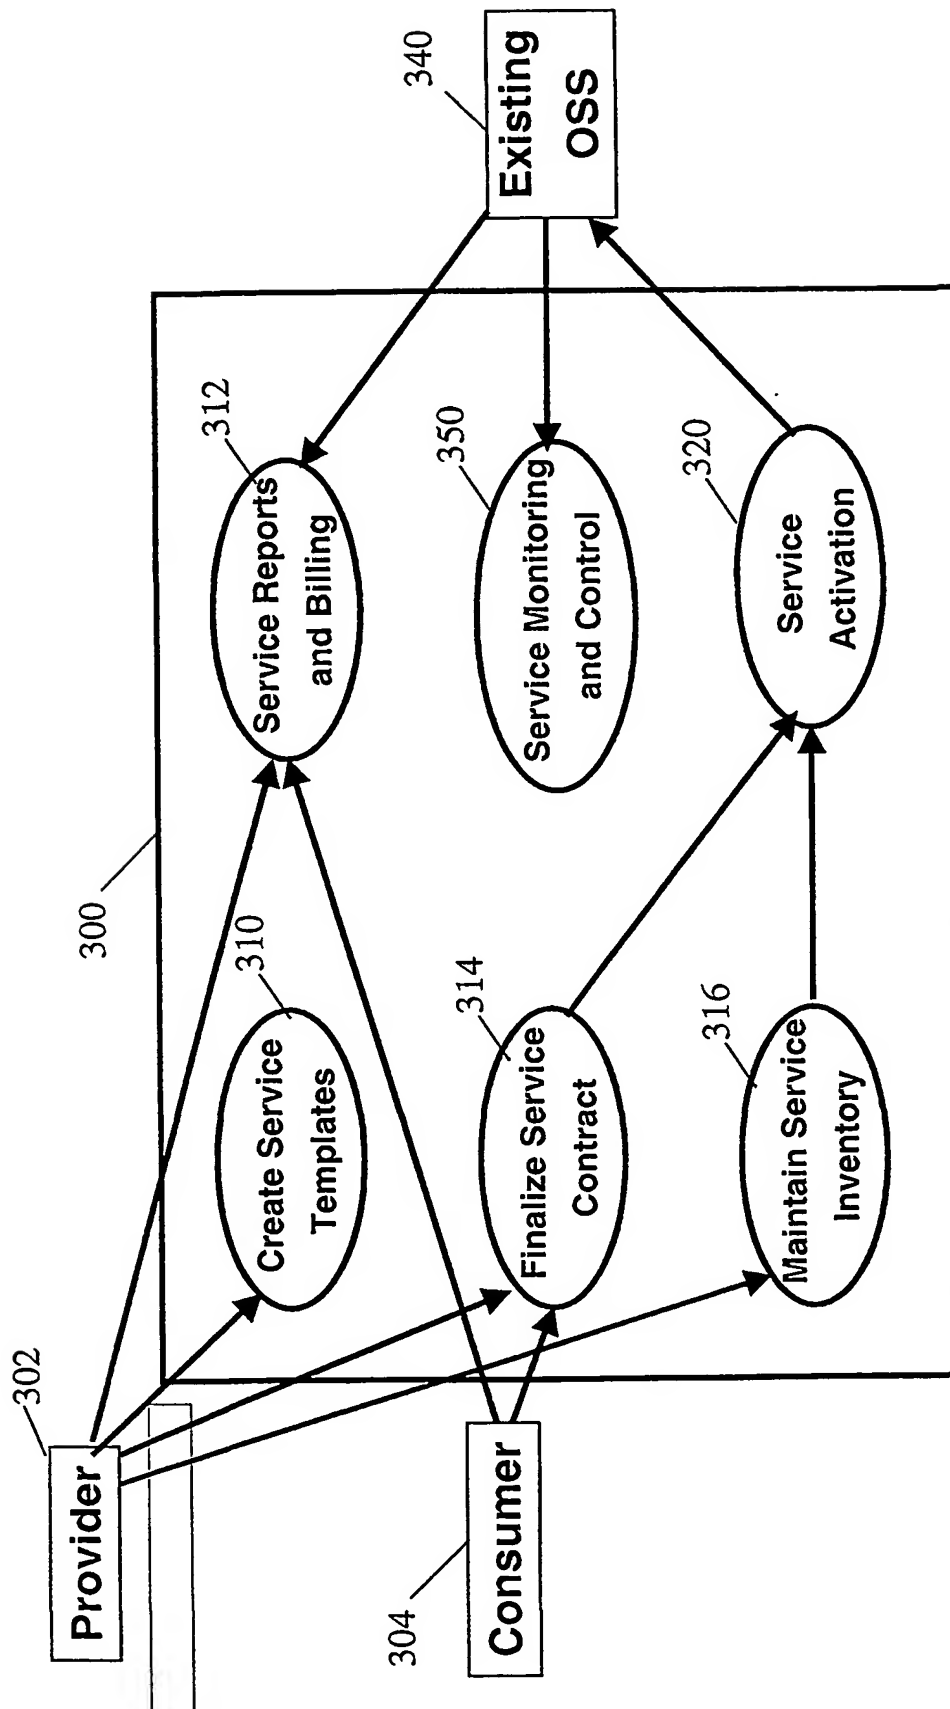 302
Provider
304
Consumer
300
310
Create Service
Templates
314
Finalize Service
Contract
316
Maintain Service
Inventory
312
Service Reports
and Billing
350
Service Monitoring
and Control
320
Service
Activation
340
Existing
OSS